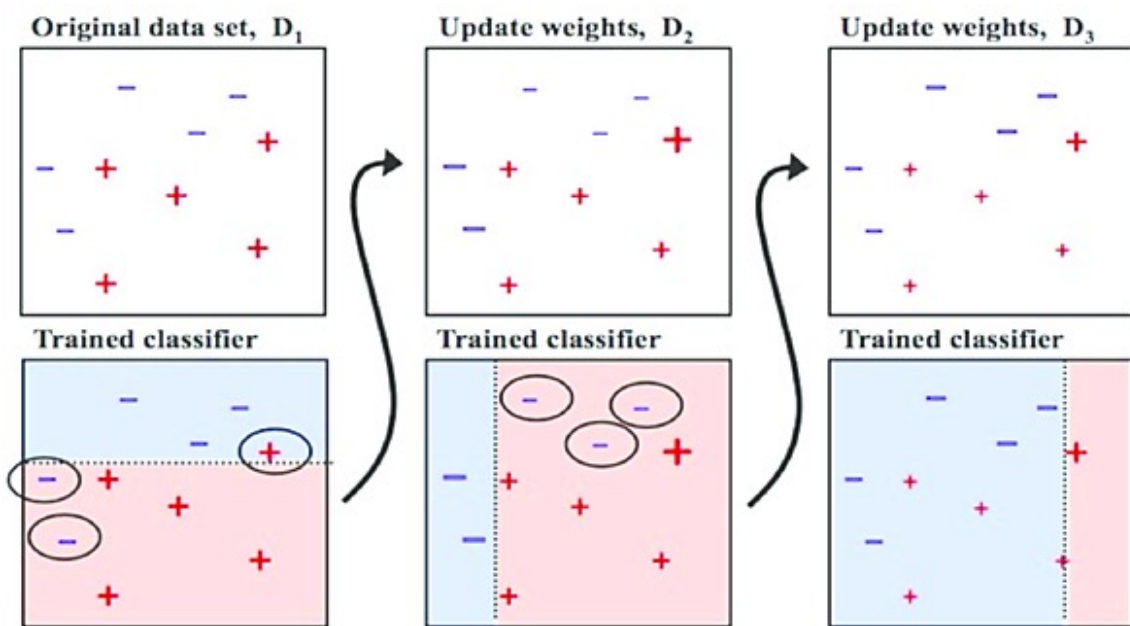 Original data set, D₁
Update weights, D₂
Update weights, D₃
Trained classifier
Trained classifier
Trained classifier